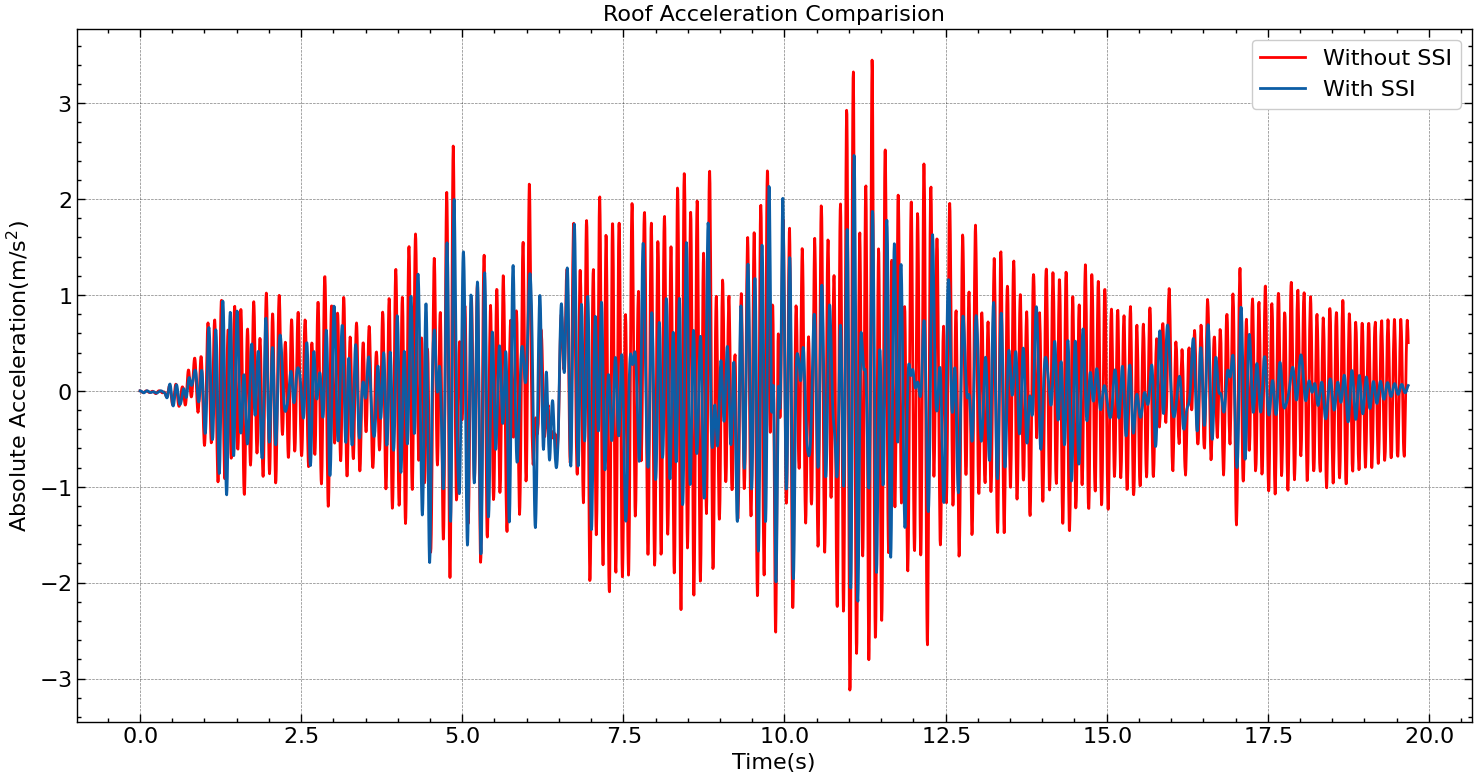 Roof Acceleration Comparision
Without SSI
With SSI
Absolute Acceleration(m/s²)
3
2
1
0
−1
−2
−3
0.0 2.5 5.0 7.5 10.0 12.5 15.0 17.5 20.0
Time(s)